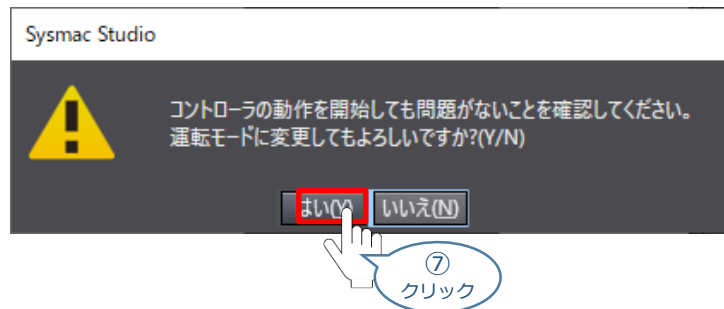 Sysmac Studio
コントローラの動作を開始しても問題がないことを確認してください。
運転モードに変更してもよろしいですか?(Y/N)
はい(Y) いいえ(N)
⑦
クリック